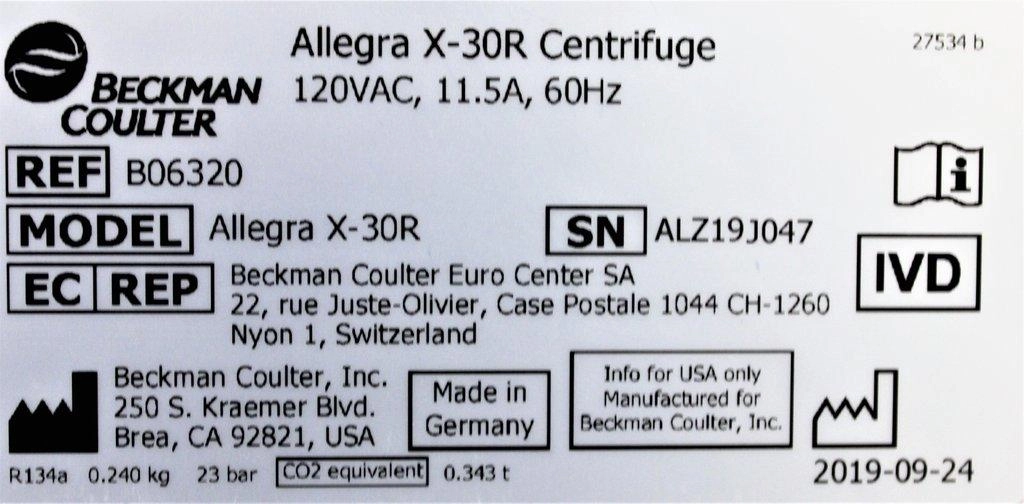 Allegra X-30R Centrifuge
27534 b
BECKMAN
COULTER
120VAC, 11.5A, 60Hz
REF B06320
MODEL Allegra X-30R SN ALZ19J047
EC REP Beckman Coulter Euro Center SA
22, rue Juste-Olivier, Case Postale 1044 CH-1260
Nyon 1, Switzerland
i
IVD
Beckman Coulter, Inc.
250 S. Kraemer Blvd.
Brea, CA 92821, USA
Made in
Germany
Info for USA only
Manufactured for
Beckman Coulter, Inc.
2019-09-24
R134a 0.240 kg 23 bar CO2 equivalent 0.343 t